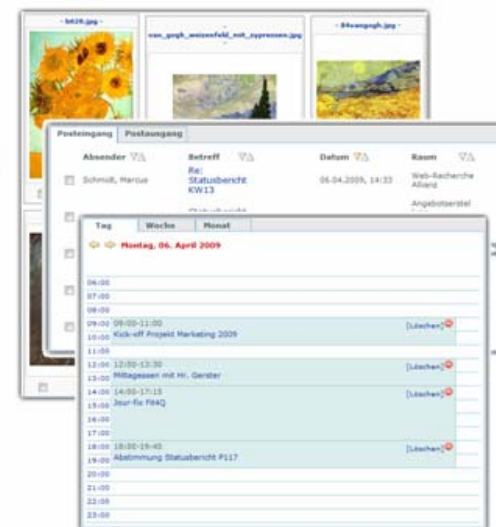 - b628.jpg -
van_gogh_weizenfeld_mit_zypressen.jpg
-
- 84vangogh.jpg -
Posteingang Postausgang
Absender Betreff Datum Raum
Schmidt, Marcus Re: Statusbericht KW13 06.04.2009, 14:33 Web-Recherche Allianz
Angebotserstel
Tag Woche Monat
Montag, 06. April 2009
06:00
07:00
08:00
09:00 09:00-11:00 [Löschen]
10:00 Kick-off Projekt Marketing 2009
11:00
12:00 12:00-13:30 [Löschen]
13:00 Mittagessen mit Hr. Gerster
14:00 14:00-17:15 [Löschen]
15:00 Jour-fix Fit4Q
16:00
17:00
18:00 18:00-19:45 [Löschen]
19:00 Abstimmung Statusbericht P117
20:00
21:00
22:00
23:00